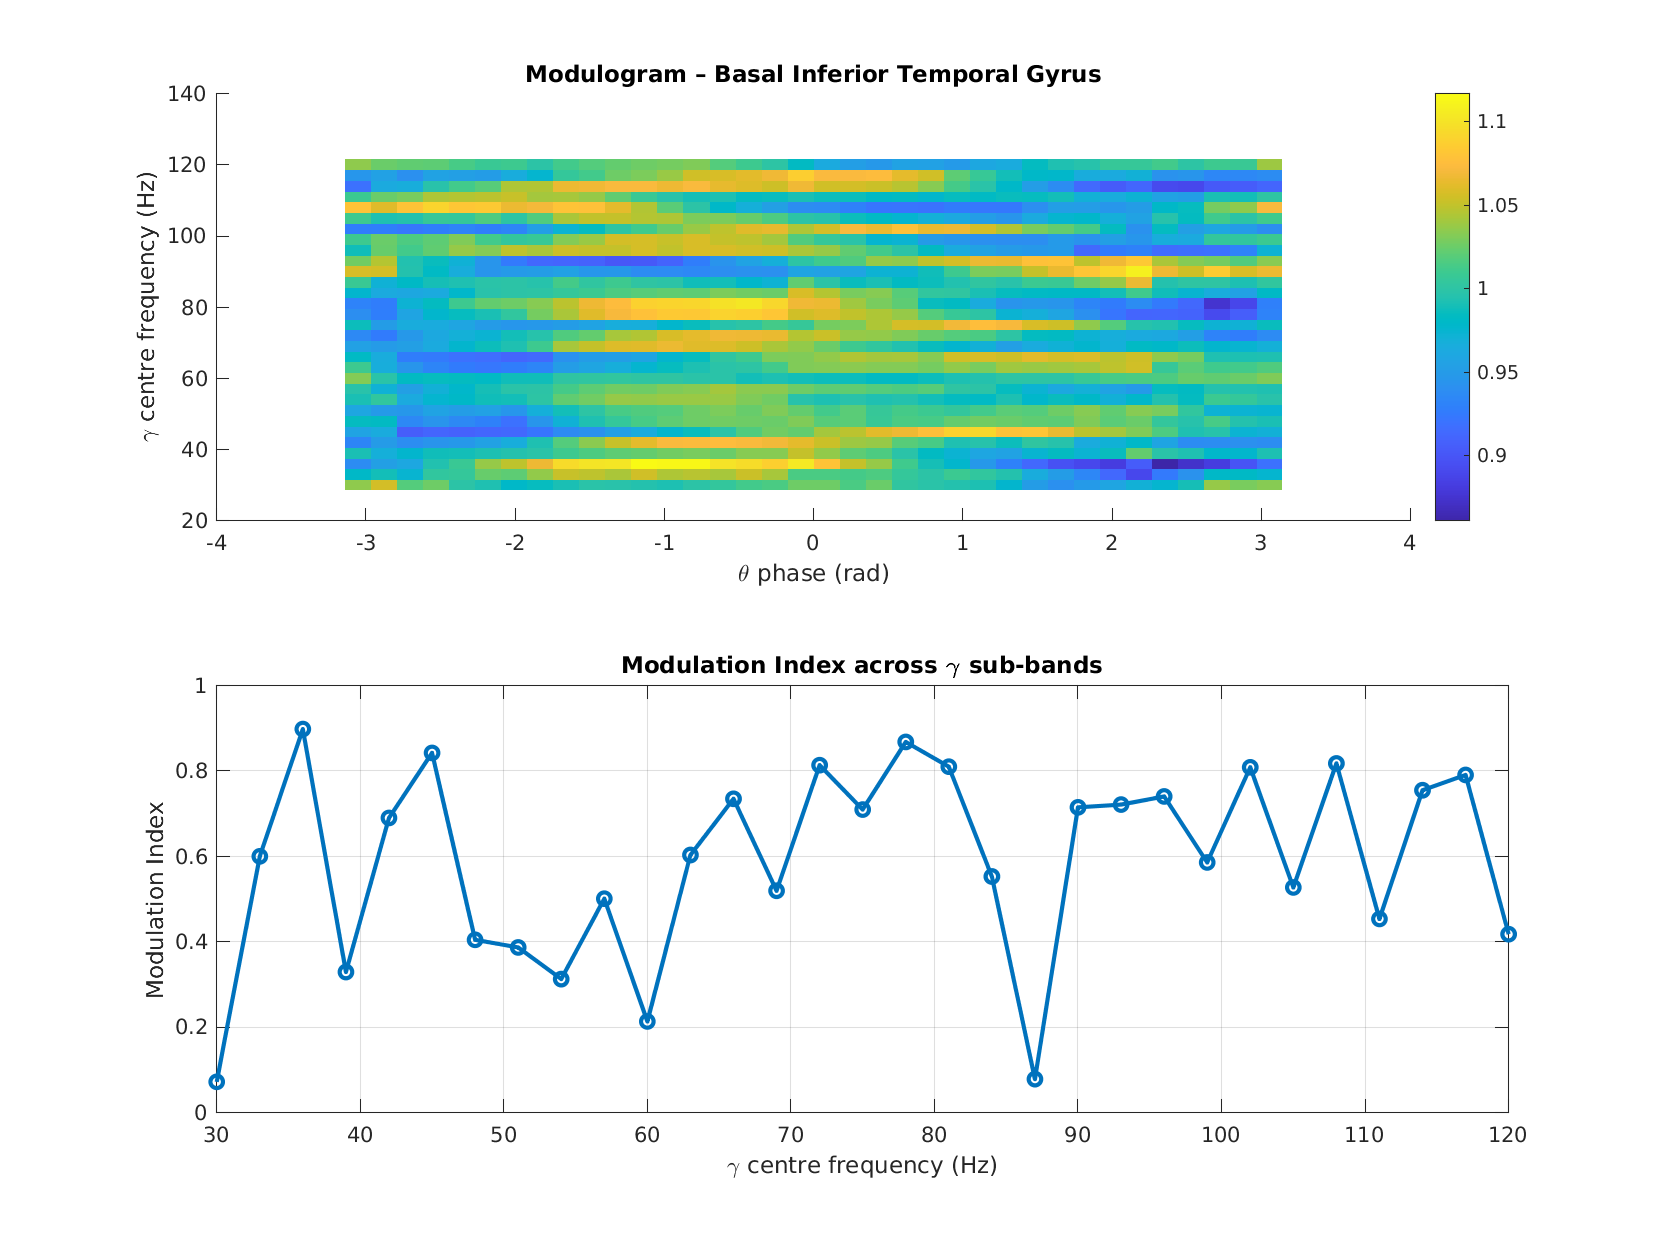 Modulogram – Basal Inferior Temporal Gyrus
140
120
100
80
60
40
20
γ centre frequency (Hz)
-4 -3 -2 -1 0 1 2 3 4
θ phase (rad)
1.1
1.05
1
0.95
0.9
Modulation Index across γ sub-bands
1
0.8
0.6
0.4
0.2
0
Modulation Index
30 40 50 60 70 80 90 100 110 120
γ centre frequency (Hz)